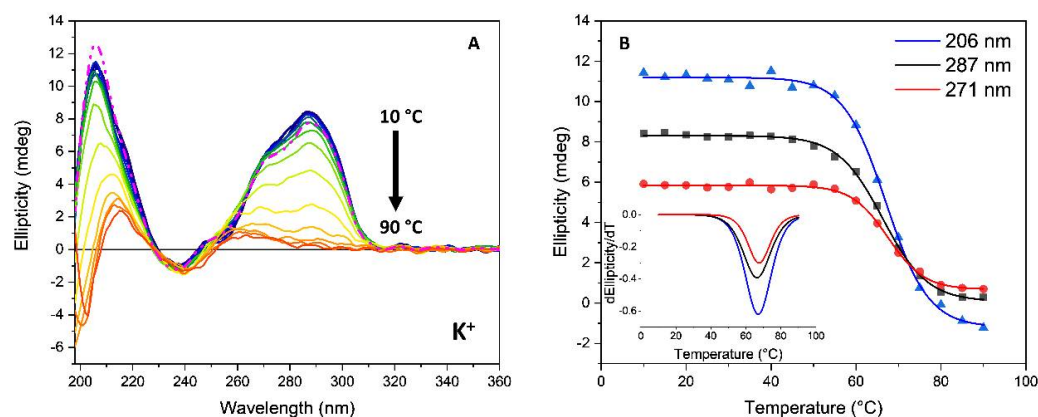 A
10 °C
90 °C
K+
14
12
10
8
6
4
2
0
-2
-4
-6
200 220 240 260 280 300 320 340 360
Ellipticity (mdeg)
Wavelength (nm)
B
206 nm
287 nm
271 nm
14
12
10
8
6
4
2
0
-2
0 20 40 60 80 100
Ellipticity (mdeg)
Temperature (°C)
0.0
-0.2
-0.4
-0.6
0 20 40 60 80 100
dEllipticity/dT
Temperature (°C)